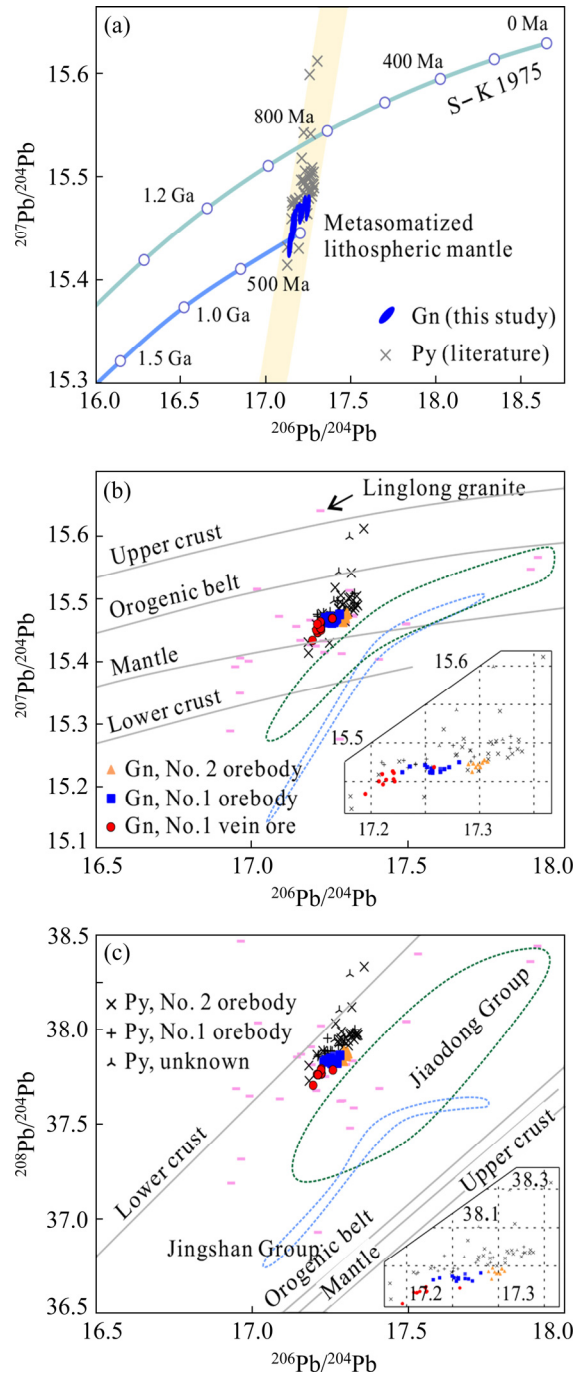 (a)
0 Ma
400 Ma
S–K 1975
800 Ma
1.2 Ga
Metasomatized
lithospheric mantle
500 Ma
1.0 Ga
1.5 Ga
Gn (this study)
Py (literature)
15.6
15.5
15.4
15.3
207Pb/204Pb
16.0 16.5 17.0 17.5 18.0 18.5
206Pb/204Pb
(b)
Linglong granite
Upper crust
Orogenic belt
Mantle
Lower crust
Gn, No. 2 orebody
Gn, No.1 orebody
Gn, No.1 vein ore
15.6
15.5
17.2 17.3
15.6
15.5
15.4
15.3
15.2
15.1
207Pb/204Pb
16.5 17.0 17.5 18.0
206Pb/204Pb
(c)
Py, No. 2 orebody
Py, No.1 orebody
Py, unknown
Jiaodong Group
Lower crust
Upper crust
Jingshan Group
Orogenic belt
Mantle
38.3
38.1
17.2 17.3
38.5
38.0
37.5
37.0
36.5
208Pb/204Pb
16.5 17.0 17.5 18.0
206Pb/204Pb